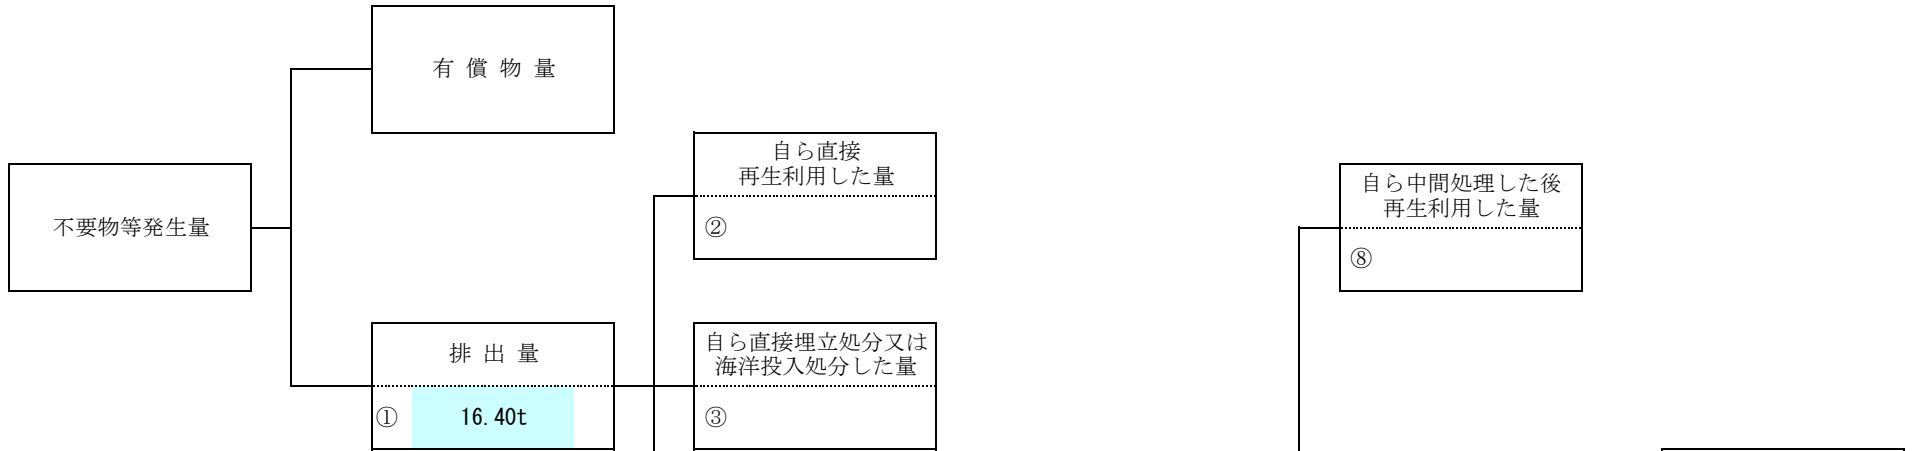 有 償 物 量
自ら直接
再生利用した量
②
不要物等発生量
自ら中間処理した後
再生利用した量
⑧
排 出 量
① 16.40t
自ら直接埋立処分又は
海洋投入処分した量
③